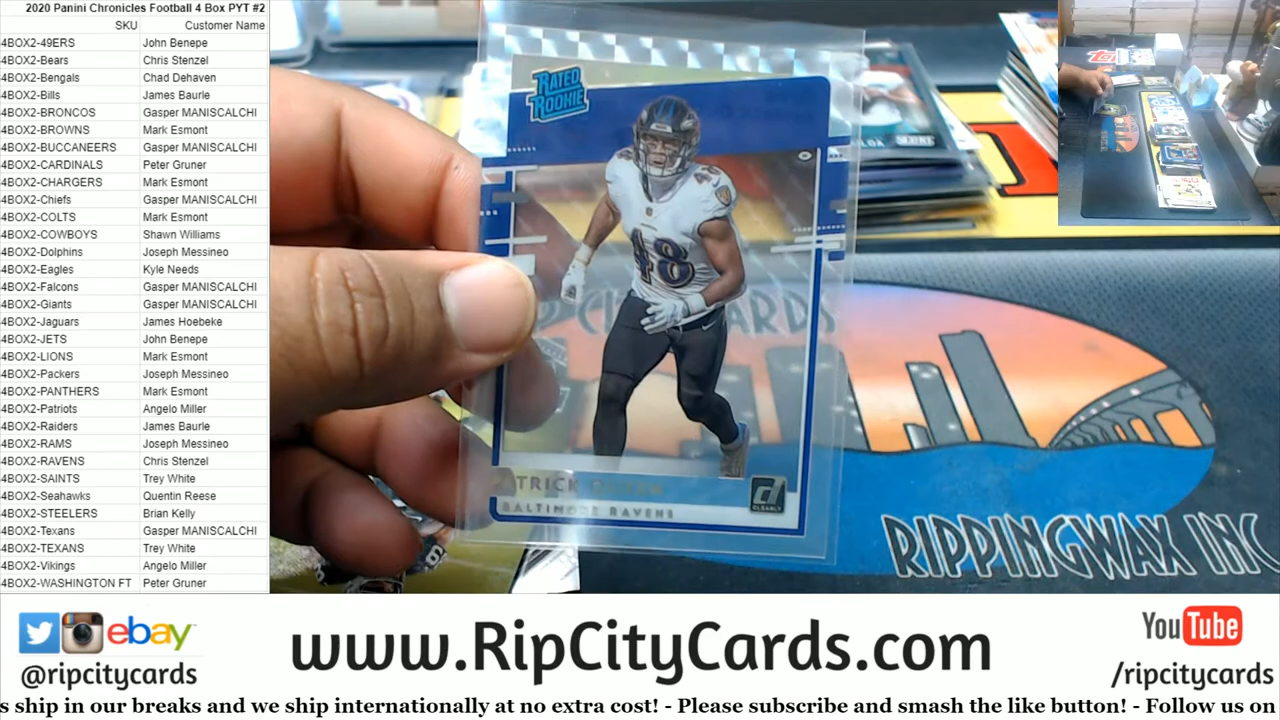 2020 Panini Chronicles Football 4 Box PYT #2
SKU Customer Name
4BOX2-49ERS John Benepe
4BOX2-Bears Chris Stenzel
4BOX2-Bengals Chad Dehaven
4BOX2-Bills James Baurle
4BOX2-BRONCOS Gasper MANISCALCHI
4BOX2-BROWNS Mark Esmont
4BOX2-BUCCANEERS Gasper MANISCALCHI
4BOX2-CARDINALS Peter Gruner
4BOX2-CHARGERS Mark Esmont
4BOX2-Chiefs Gasper MANISCALCHI
4BOX2-COLTS Mark Esmont
4BOX2-COWBOYS Shawn Williams
4BOX2-Dolphins Joseph Messineo
4BOX2-Eagles Kyle Needs
4BOX2-Falcons Gasper MANISCALCHI
4BOX2-Giants Gasper MANISCALCHI
4BOX2-Jaguars James Hoebeke
4BOX2-JETS John Benepe
4BOX2-LIONS Mark Esmont
4BOX2-Packers Joseph Messineo
4BOX2-PANTHERS Mark Esmont
4BOX2-Patriots Angelo Miller
4BOX2-Raiders James Baurle
4BOX2-RAMS Joseph Messineo
4BOX2-RAVENS Chris Stenzel
4BOX2-SAINTS Trey White
4BOX2-Seahawks Quentin Reese
4BOX2-STEELERS Brian Kelly
4BOX2-Texans Gasper MANISCALCHI
4BOX2-TEXANS Trey White
4BOX2-Vikings Angelo Miller
4BOX2-WASHINGTON FT Peter Gruner
RATED
ROOKIE
48
BALTIMORE RAVENS
CLEARLY
SCORE
RIPPINGWAX INC
ebay
@ripcitycards
www.RipCityCards.com
YouTube
/ripcitycards
s ship in our breaks and we ship internationally at no extra cost! - Please subscribe and smash the like button! - Follow us on